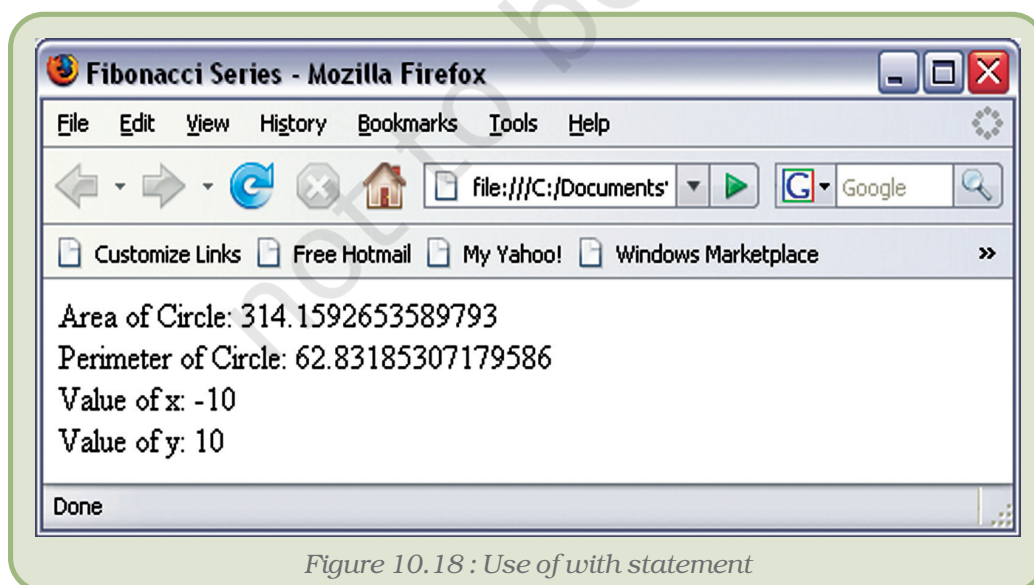 Fibonacci Series - Mozilla Firefox
File Edit View History Bookmarks Tools Help
file:///C:/Documents' G Google
Customize Links Free Hotmail My Yahoo! Windows Marketplace »
Area of Circle: 314.1592653589793
Perimeter of Circle: 62.83185307179586
Value of x: -10
Value of y: 10
Done
Figure 10.18 : Use of with statement
not to b